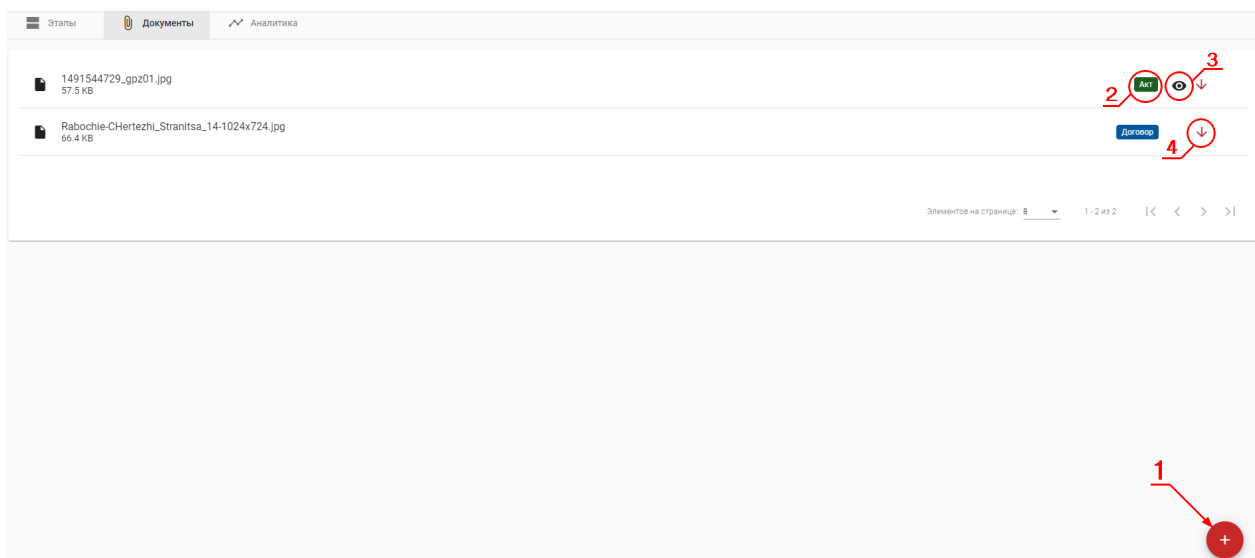 Этапы Документы Аналитика
3
1491544729_gpz01.jpg Акт
57.5 KB
2
Rabochie-CHertezhi_Stranitsa_14-1024x724.jpg Договор
66.4 KB
4
Элементов на странице: 8 1 - 2 из 2
1
+